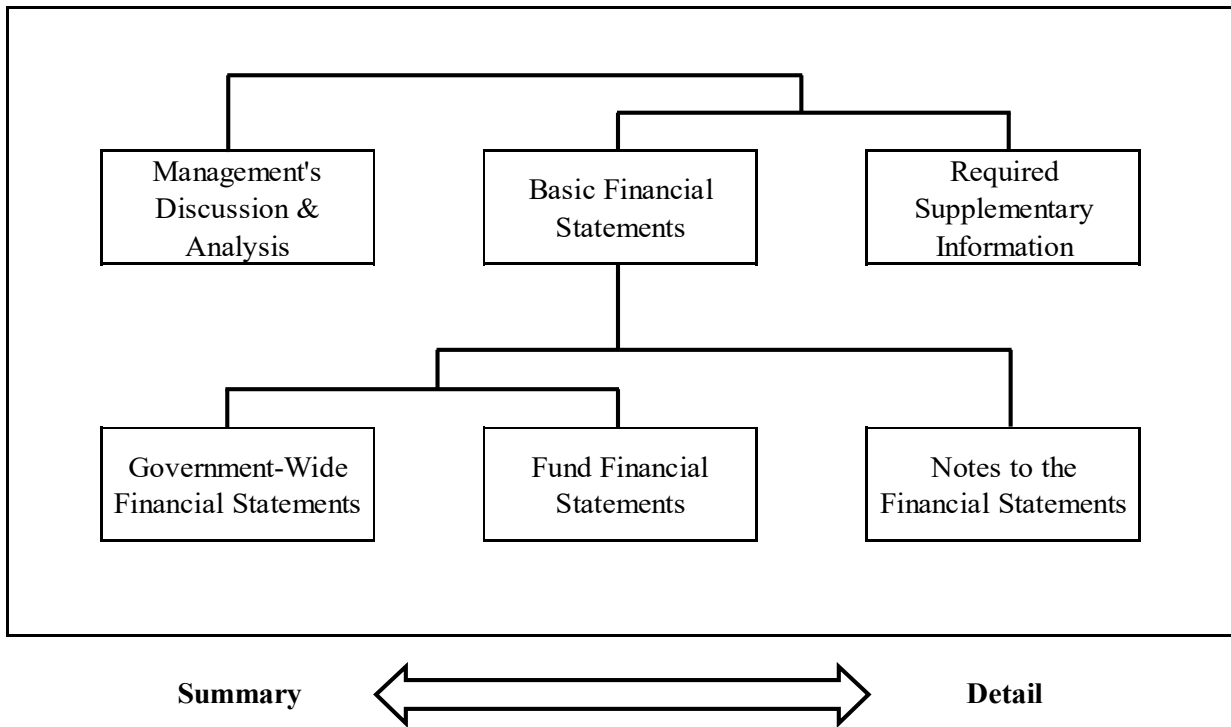 Management's
Discussion &
Analysis
Basic Financial
Statements
Required
Supplementary
Information
Government-Wide
Financial Statements
Fund Financial
Statements
Notes to the
Financial Statements
Summary
Detail